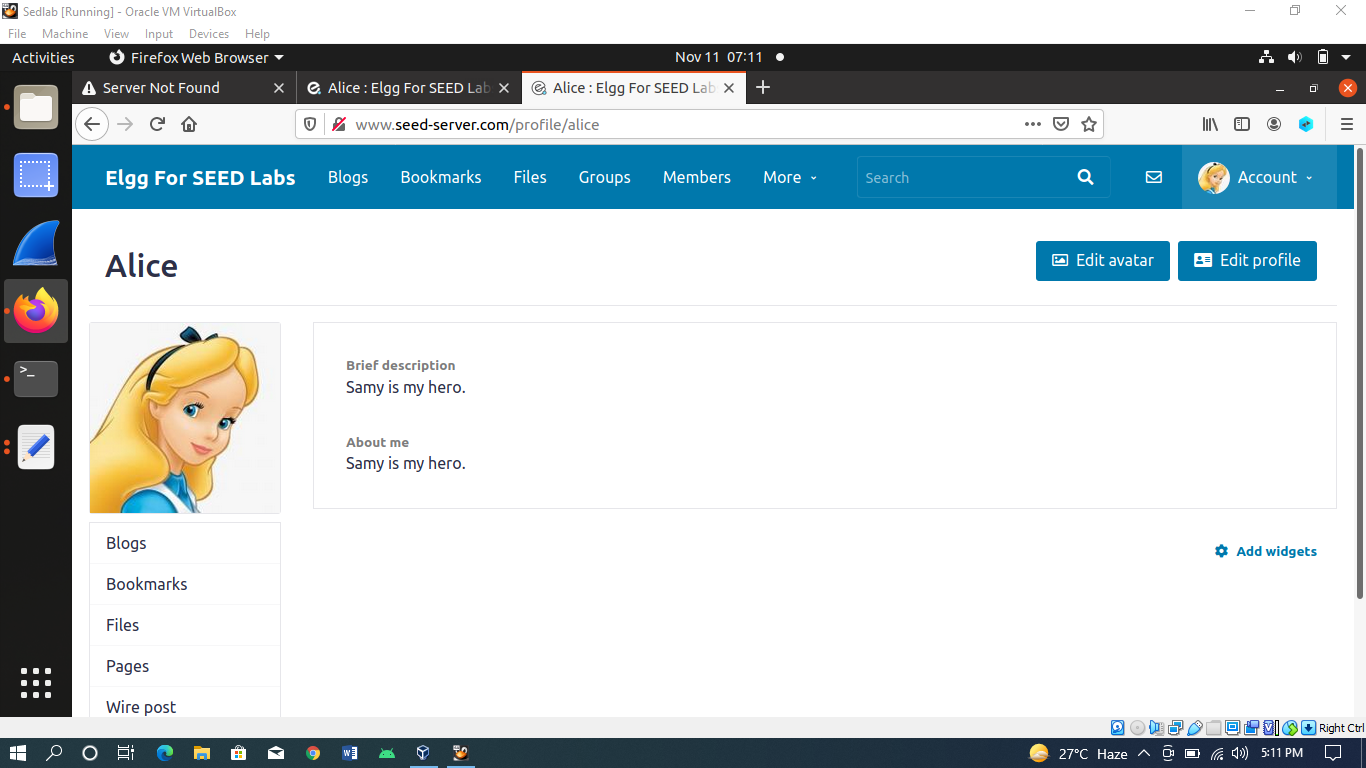 Sedlab [Running] - Oracle VM VirtualBox
File Machine View Input Devices Help
Activities Firefox Web Browser Nov 11 07:11
Server Not Found Alice : Elgg For SEED Lab Alice : Elgg For SEED Lab
www.seed-server.com/profile/alice
Elgg For SEED Labs Blogs Bookmarks Files Groups Members More Search Account
Alice Edit avatar Edit profile
Brief description
Samy is my hero.
About me
Samy is my hero.
Blogs
Add widgets
Bookmarks
Files
Pages
Wire post
Right Ctrl
27°C Haze 5:11 PM